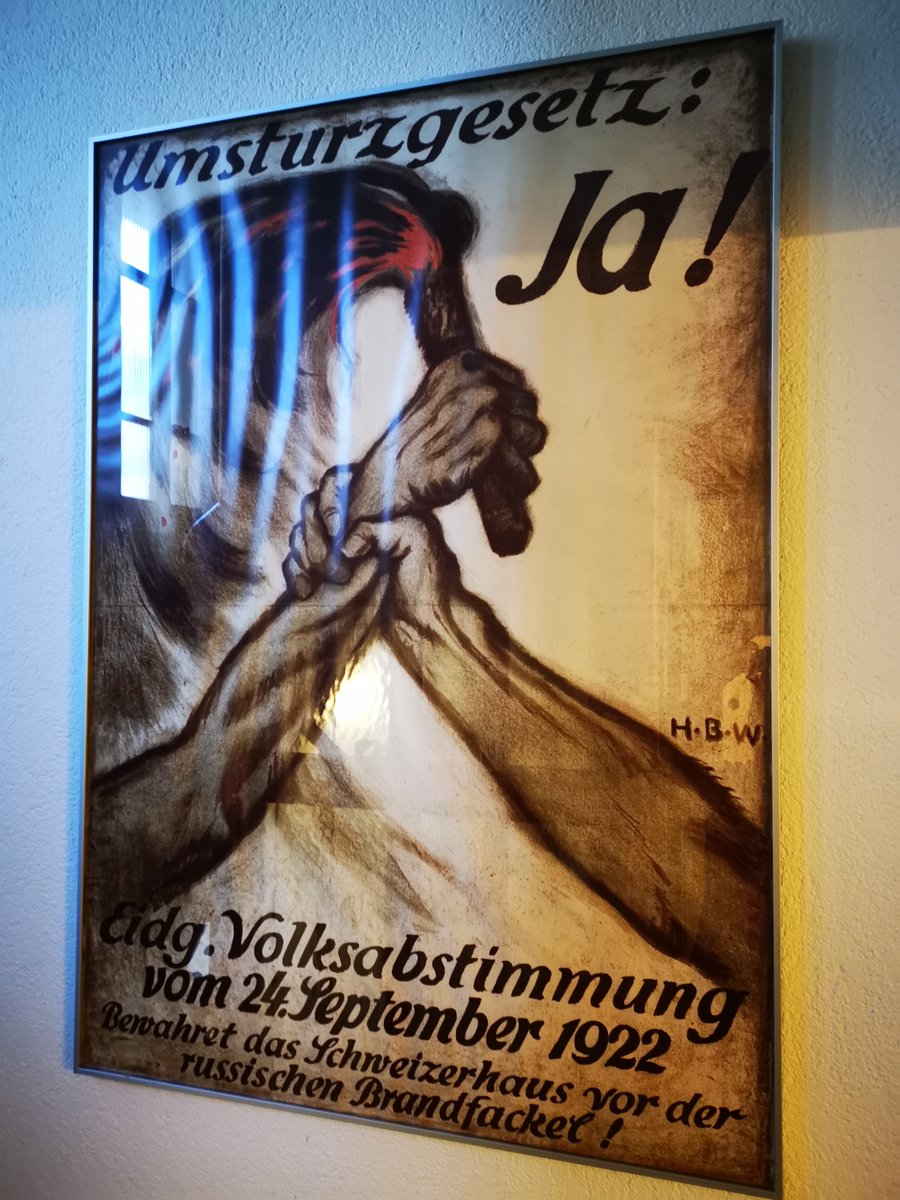 Umsturzgesetz:
Ja!
H.B.W.
Eidg. Volksabstimmung
vom 24. September 1922
Bewahret das Schweizerhaus vor der
russischen Brandfackel!